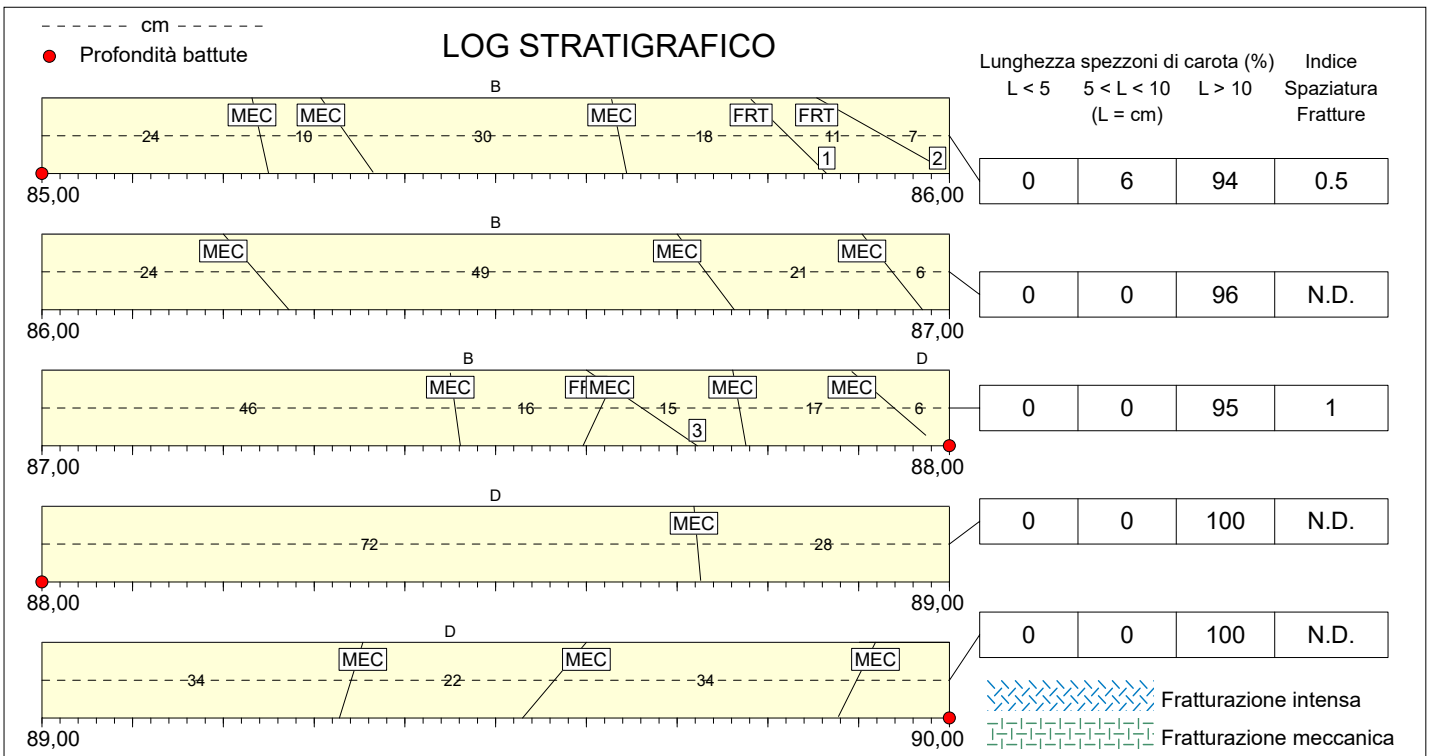 cm
Profondità battute
LOG STRATIGRAFICO
Lunghezza spezzoni di carota (%) Indice
L < 5 5 < L < 10 L > 10 Spaziatura
(L = cm) Fratture
B
MEC MEC MEC FRT FRT
24 10 30 18 11 7
1 2
85,00 86,00
0 6 94 0.5
B
MEC MEC MEC
24 49 21 6
86,00 87,00
0 0 96 N.D.
B D
MEC MEC MEC MEC
46 16 15 17 6
3
87,00 88,00
0 0 95 1
D
MEC
72 28
88,00 89,00
0 0 100 N.D.
D
MEC MEC MEC
34 22 34
89,00 90,00
0 0 100 N.D.
Fratturazione intensa
Fratturazione meccanica